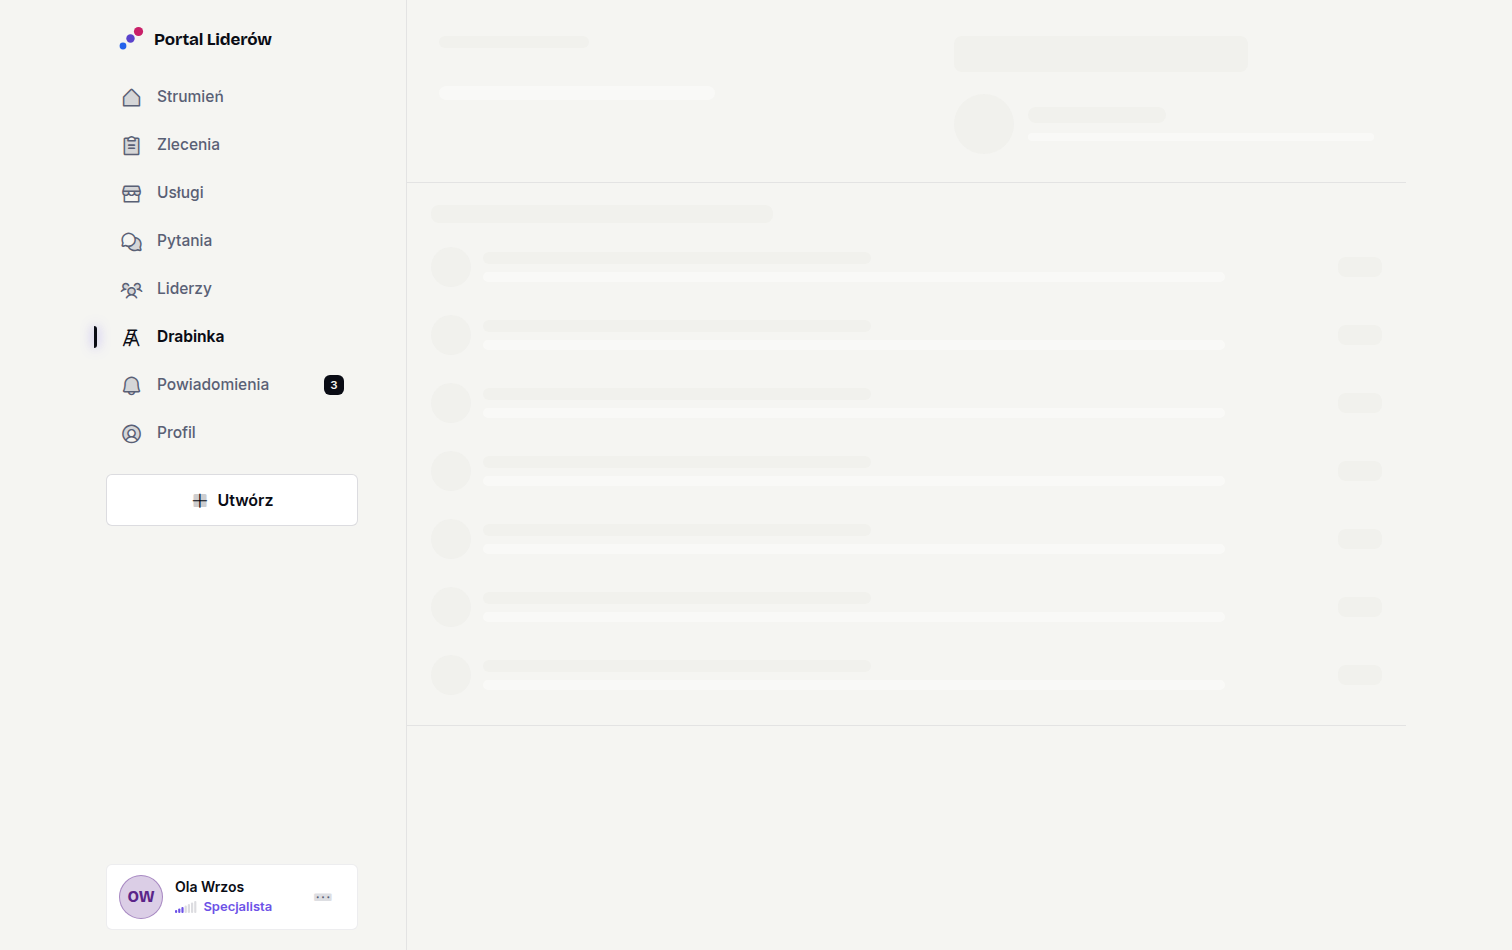 Portal Liderów
Strumień
Zlecenia
Usługi
Pytania
Liderzy
Drabinka
Powiadomienia 3
Profil
Utwórz
OW
Ola Wrzos
Specjalista